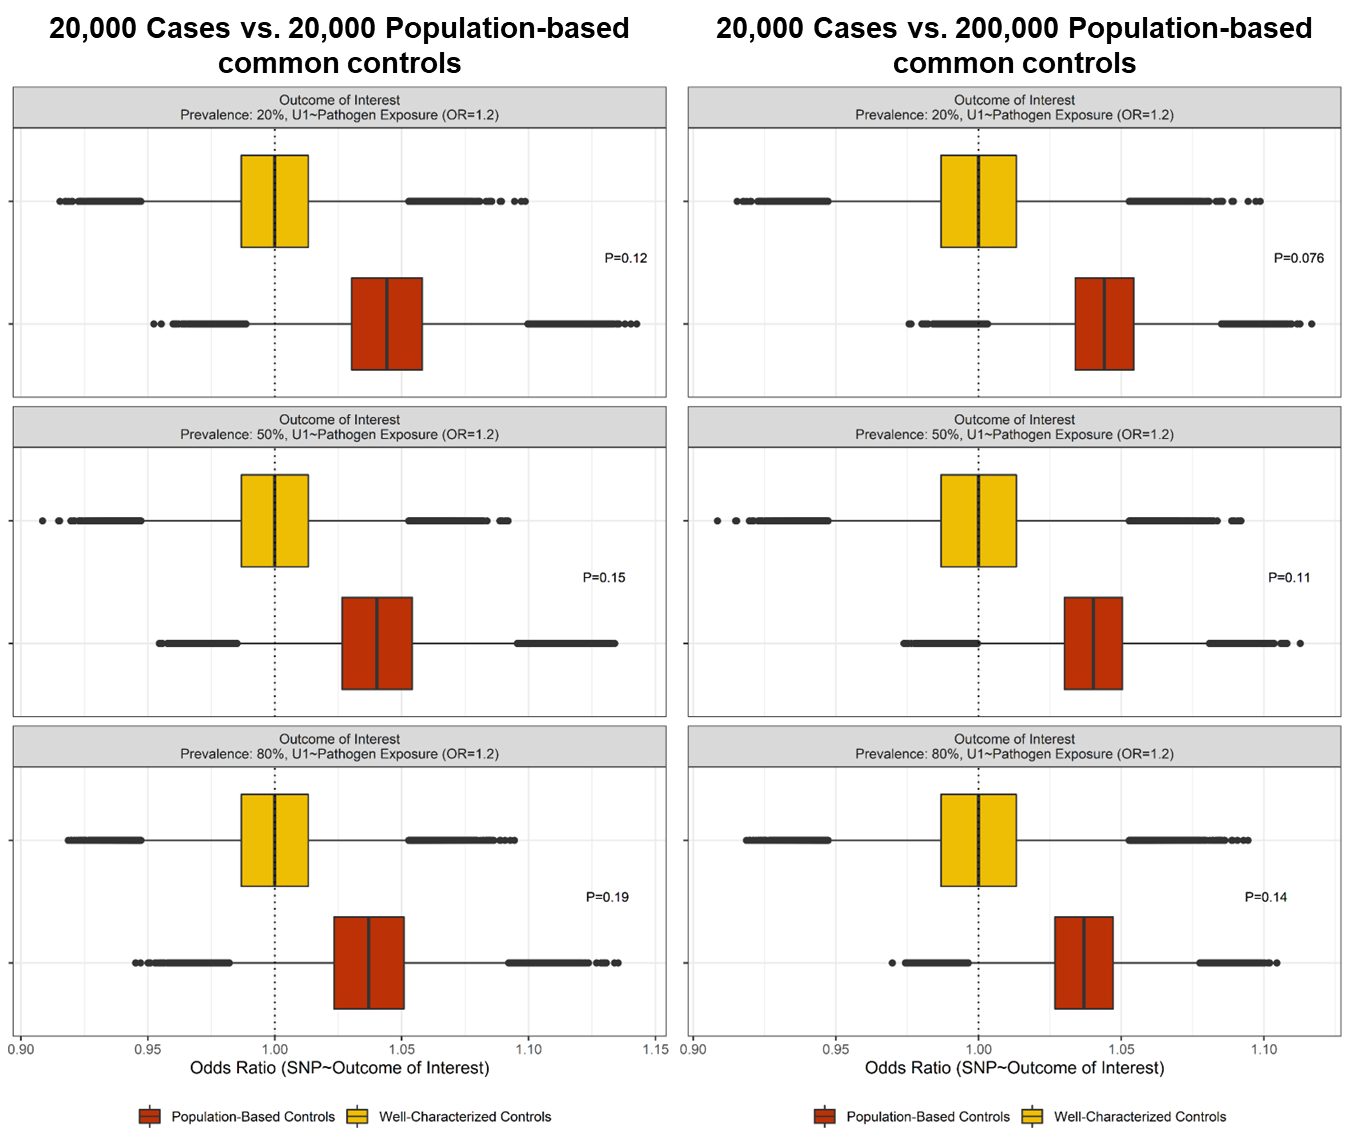 20,000 Cases vs. 20,000 Population-based
common controls
Outcome of Interest
Prevalence: 20%, U1~Pathogen Exposure (OR=1.2)
P=0.12
Outcome of Interest
Prevalence: 50%, U1~Pathogen Exposure (OR=1.2)
P=0.15
Outcome of Interest
Prevalence: 80%, U1~Pathogen Exposure (OR=1.2)
P=0.19
0.90 0.95 1.00 1.05 1.10 1.15
Odds Ratio (SNP~Outcome of Interest)
Population-Based Controls Well-Characterized Controls
20,000 Cases vs. 200,000 Population-based
common controls
Outcome of Interest
Prevalence: 20%, U1~Pathogen Exposure (OR=1.2)
P=0.076
Outcome of Interest
Prevalence: 50%, U1~Pathogen Exposure (OR=1.2)
P=0.11
Outcome of Interest
Prevalence: 80%, U1~Pathogen Exposure (OR=1.2)
P=0.14
0.90 0.95 1.00 1.05 1.10
Odds Ratio (SNP~Outcome of Interest)
Population-Based Controls Well-Characterized Controls